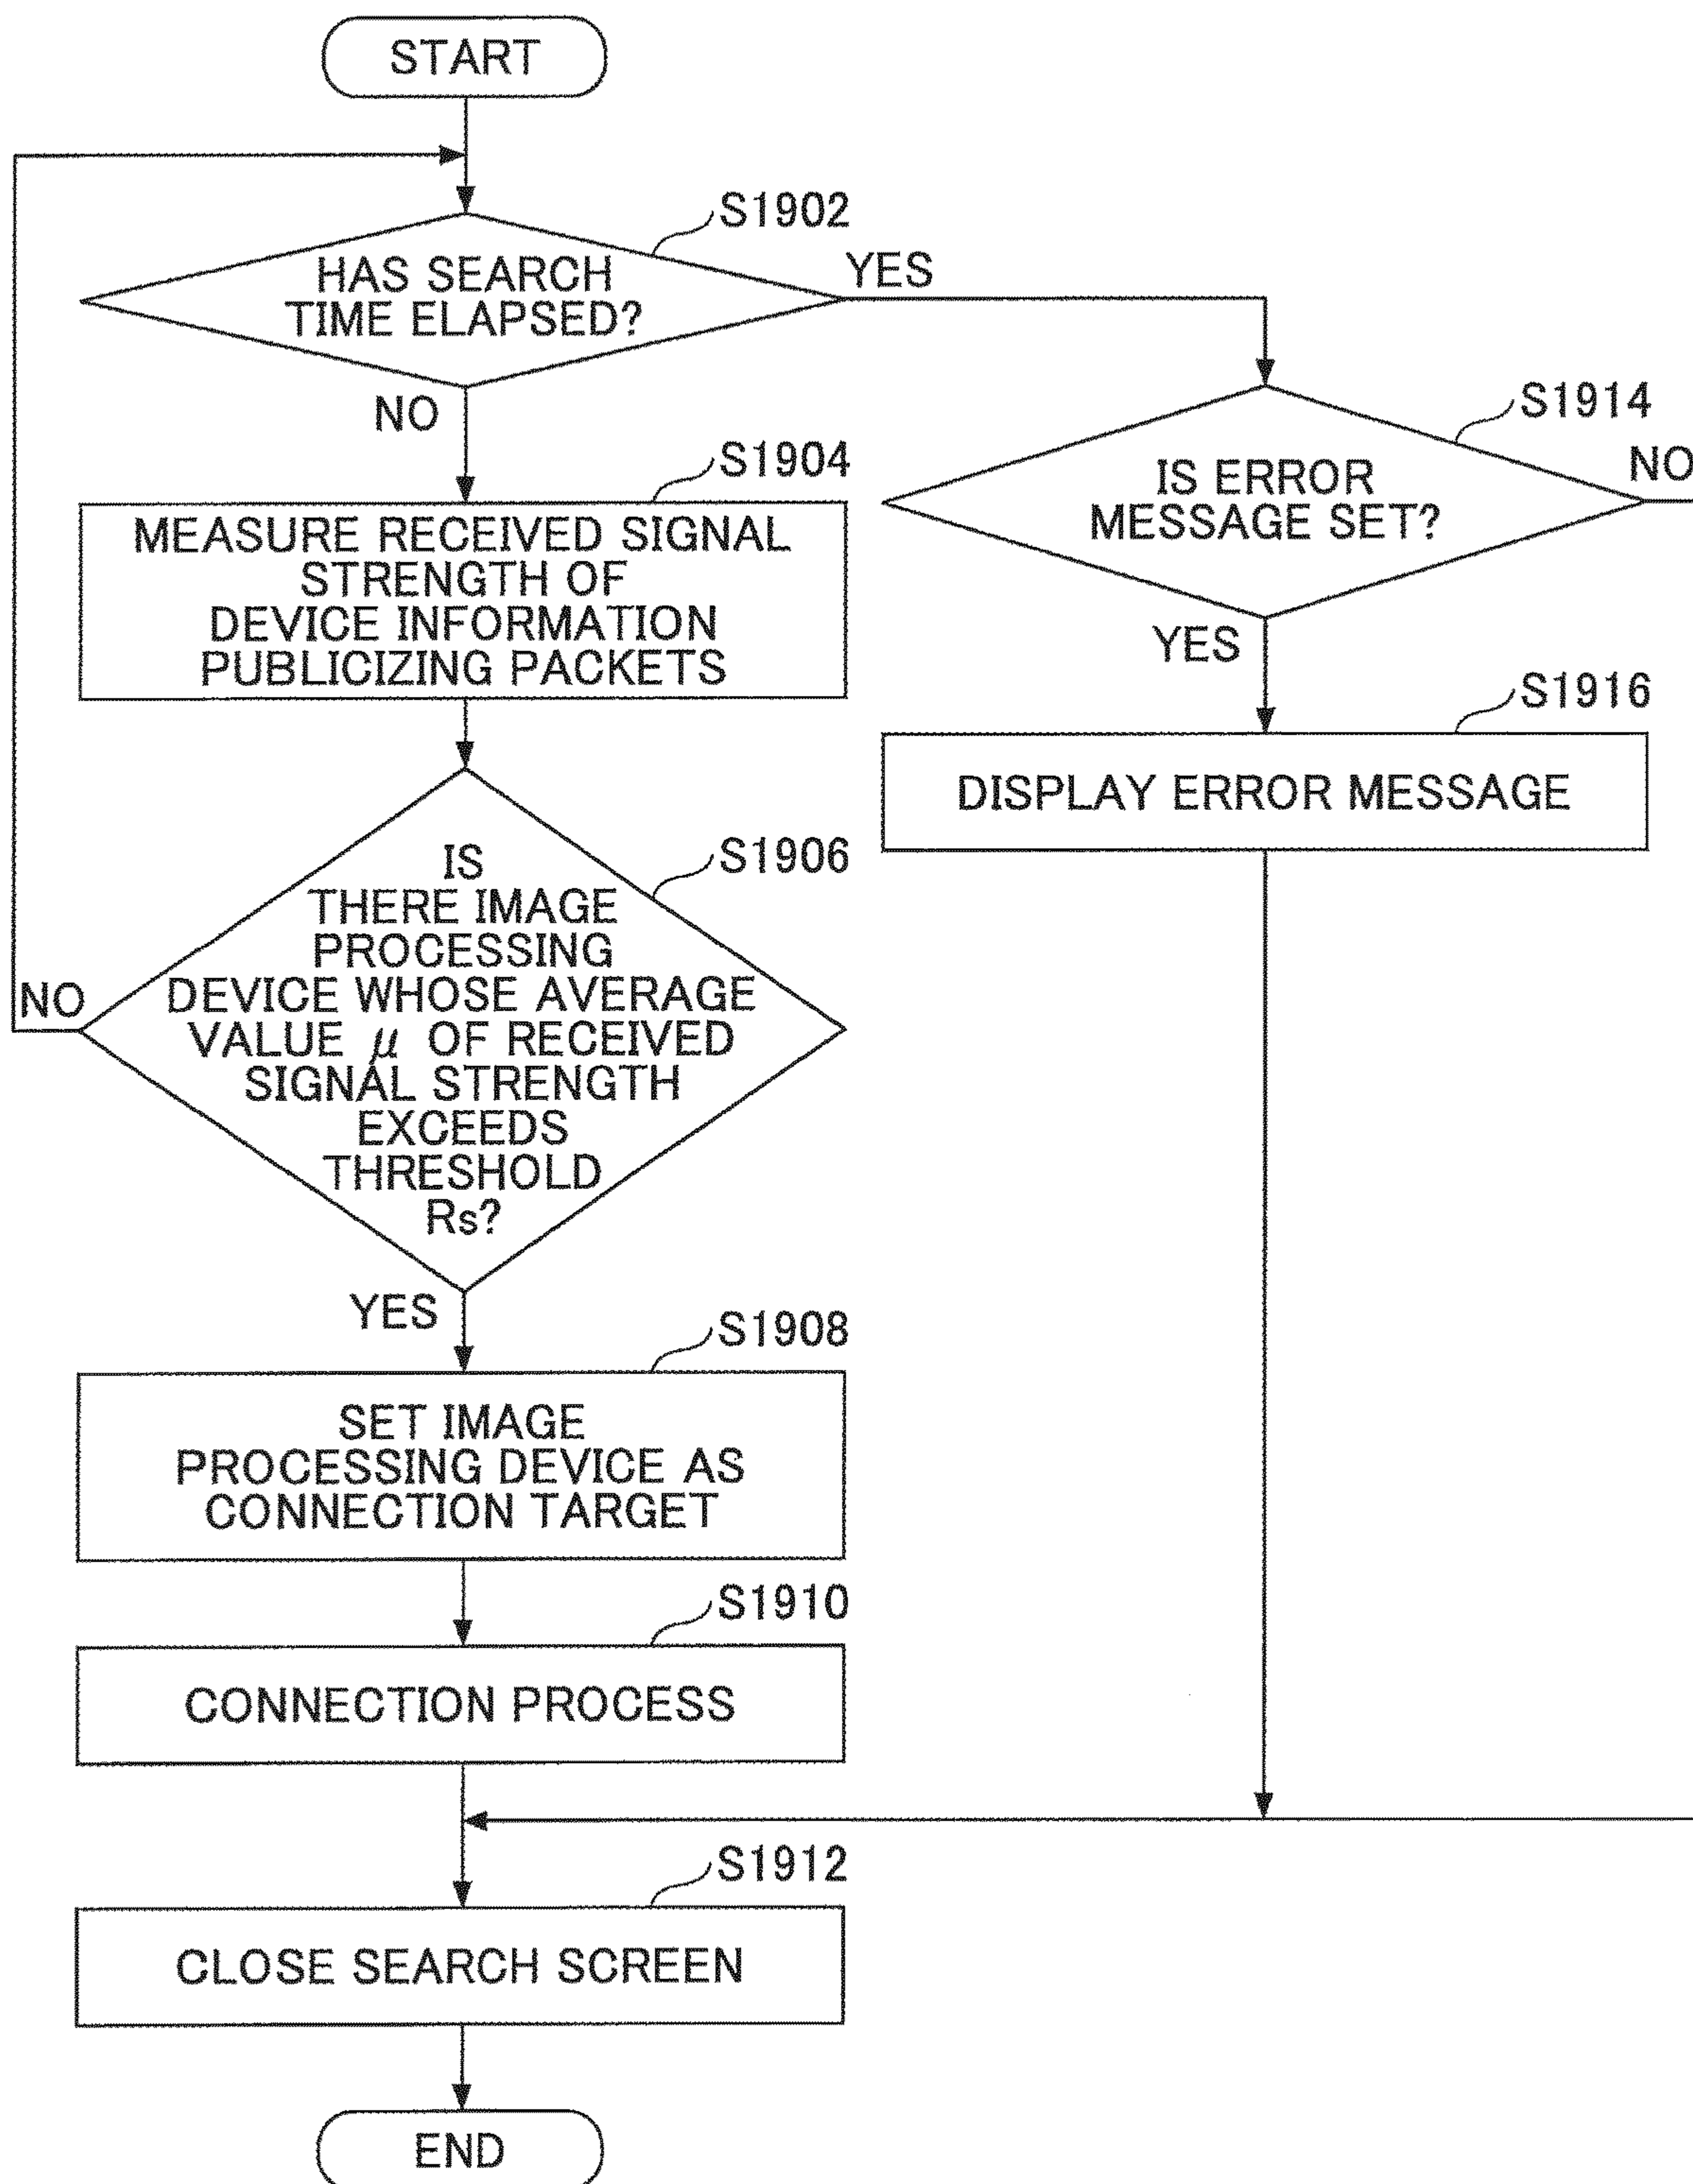 START
S1902
HAS SEARCH
TIME ELAPSED?
YES
NO
S1904
MEASURE RECEIVED SIGNAL
STRENGTH OF
DEVICE INFORMATION
PUBLICIZING PACKETS
S1906
IS
THERE IMAGE
PROCESSING
DEVICE WHOSE AVERAGE
VALUE μ OF RECEIVED
SIGNAL STRENGTH
EXCEEDS
THRESHOLD
Rs?
NO
YES
S1908
SET IMAGE
PROCESSING DEVICE AS
CONNECTION TARGET
S1910
CONNECTION PROCESS
S1912
CLOSE SEARCH SCREEN
END
S1914
IS ERROR
MESSAGE SET?
NO
YES
S1916
DISPLAY ERROR MESSAGE